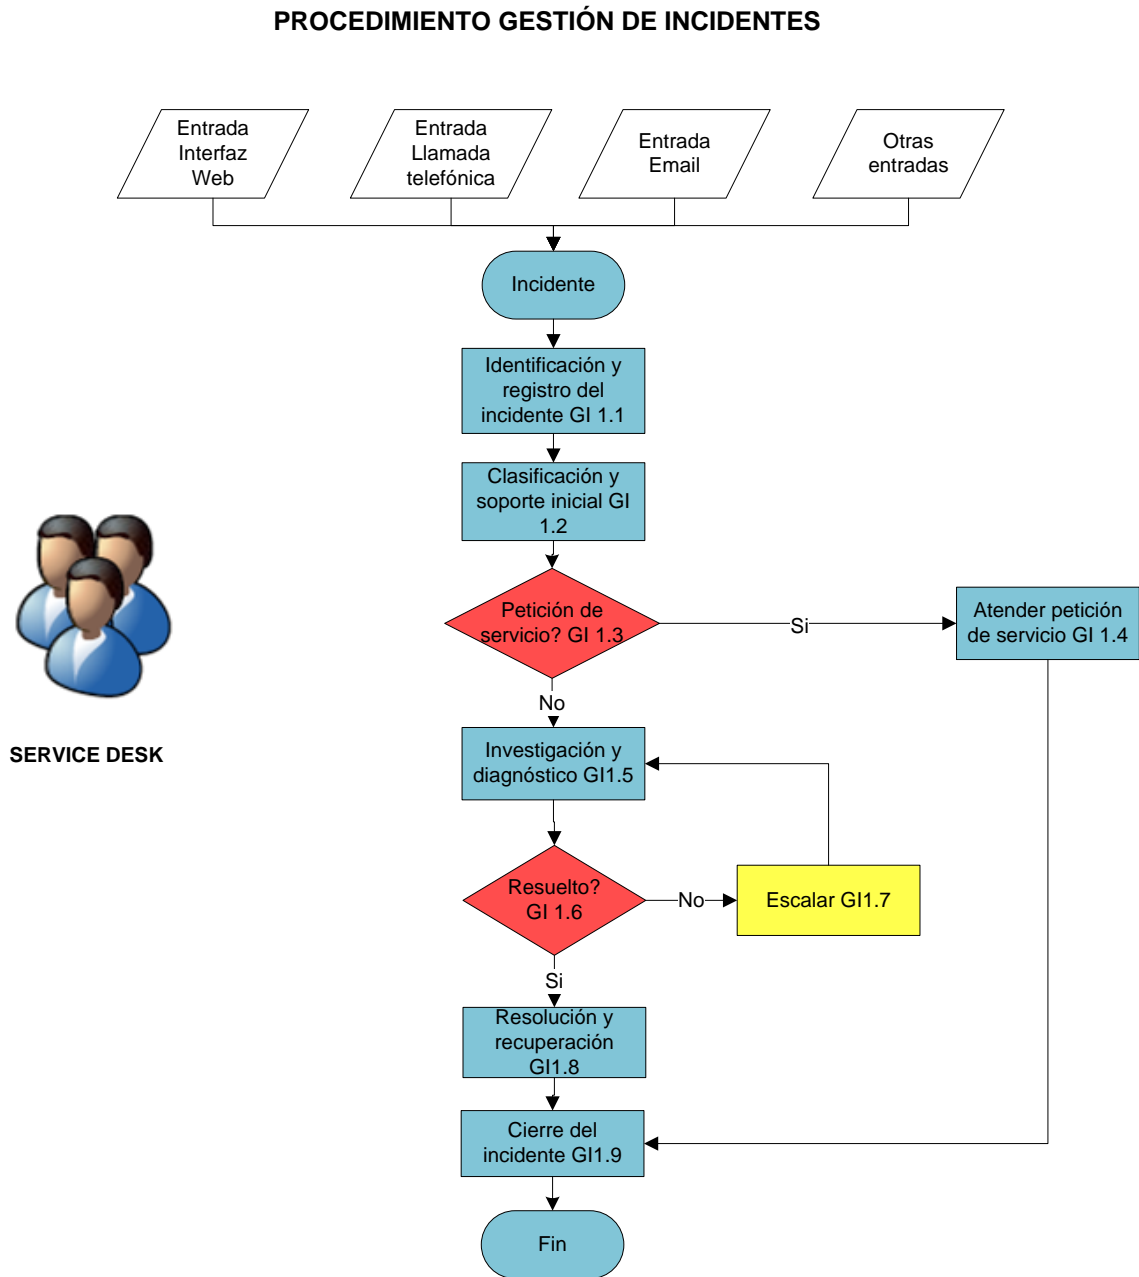 PROCEDIMIENTO GESTIÓN DE INCIDENTES
Entrada
Interfaz
Web
Entrada
Llamada
telefónica
Entrada
Email
Otras
entradas
Incidente
Identificación y
registro del
incidente GI 1.1
Clasificación y
soporte inicial GI
1.2
Petición de
servicio? GI 1.3
Si
Atender petición
de servicio GI 1.4
No
SERVICE DESK
Investigación y
diagnóstico GI1.5
Resuelto?
GI 1.6
No
Escalar GI1.7
Si
Resolución y
recuperación
GI1.8
Cierre del
incidente GI1.9
Fin